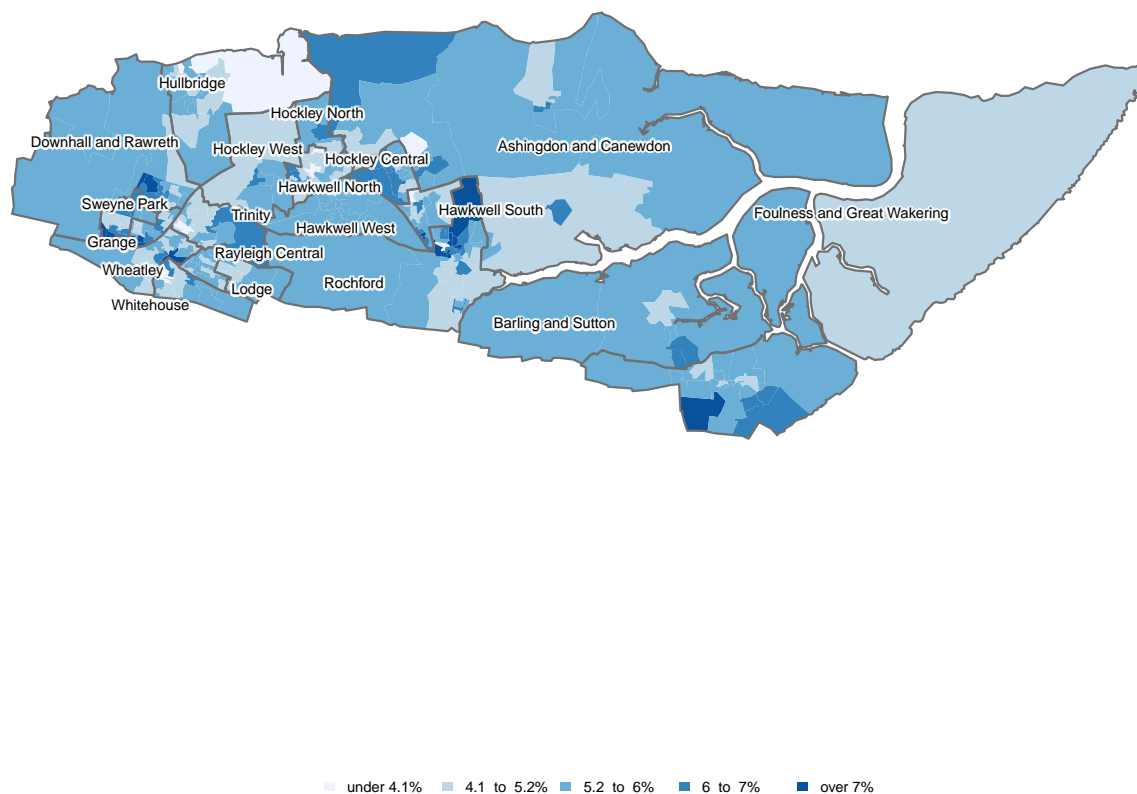 Hullbridge
Hockley North
Downhall and Rawreth
Hockley West
Hockley Central
Ashingdon and Canewdon
Hawkwell North
Sweyne Park
Trinity
Hawkwell South
Foulness and Great Wakering
Hawkwell West
Grange
Rayleigh Central
Wheatley
Rochford
Lodge
Whitehouse
Barling and Sutton
under 4.1%
4.1 to 5.2%
5.2 to 6%
6 to 7%
over 7%